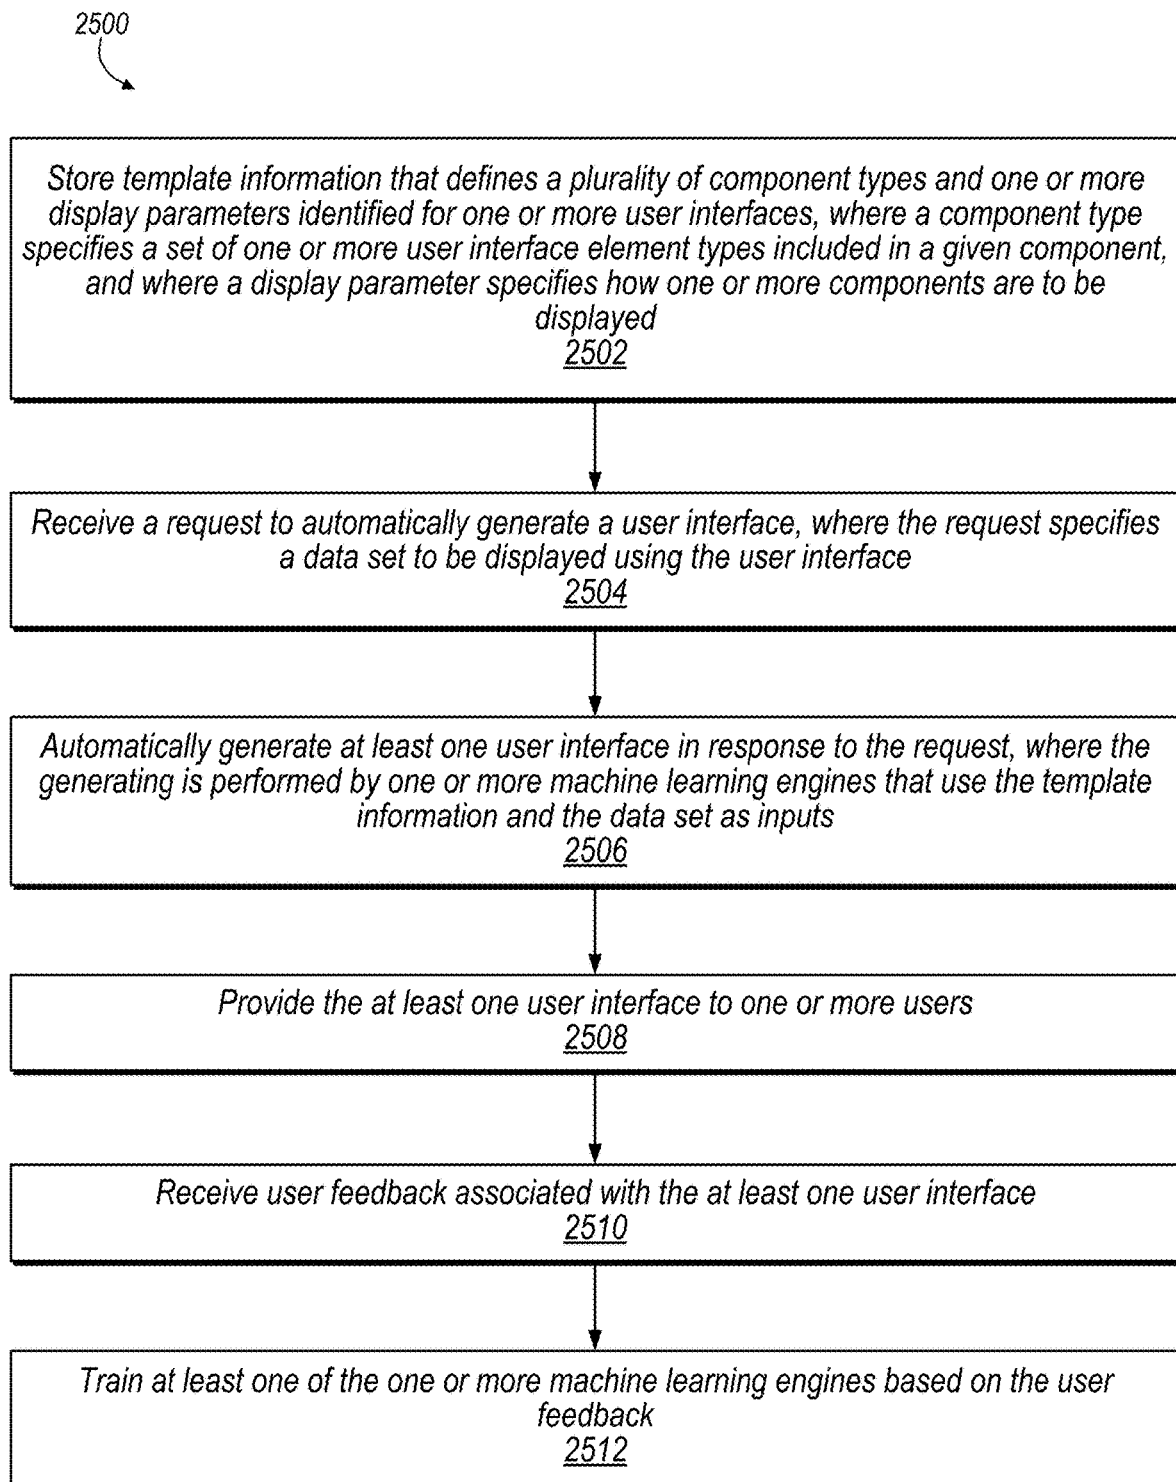 2500
Store template information that defines a plurality of component types and one or more
display parameters identified for one or more user interfaces, where a component type
specifies a set of one or more user interface element types included in a given component,
and where a display parameter specifies how one or more components are to be
displayed
2502
Receive a request to automatically generate a user interface, where the request specifies
a data set to be displayed using the user interface
2504
Automatically generate at least one user interface in response to the request, where the
generating is performed by one or more machine learning engines that use the template
information and the data set as inputs
2506
Provide the at least one user interface to one or more users
2508
Receive user feedback associated with the at least one user interface
2510
Train at least one of the one or more machine learning engines based on the user
feedback
2512